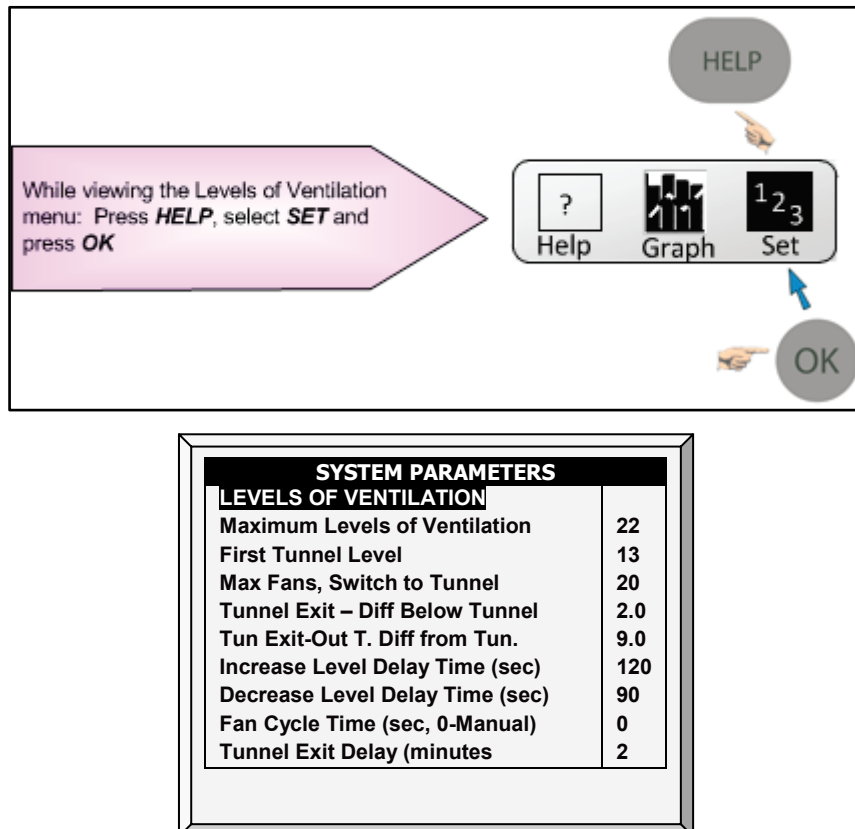 HELP
While viewing the Levels of Ventilation
menu: Press HELP, select SET and
press OK
?
1 2 3
Help Graph Set
OK
SYSTEM PARAMETERS
LEVELS OF VENTILATION
Maximum Levels of Ventilation 22
First Tunnel Level 13
Max Fans, Switch to Tunnel 20
Tunnel Exit – Diff Below Tunnel 2.0
Tun Exit-Out T. Diff from Tun. 9.0
Increase Level Delay Time (sec) 120
Decrease Level Delay Time (sec) 90
Fan Cycle Time (sec, 0-Manual) 0
Tunnel Exit Delay (minutes 2